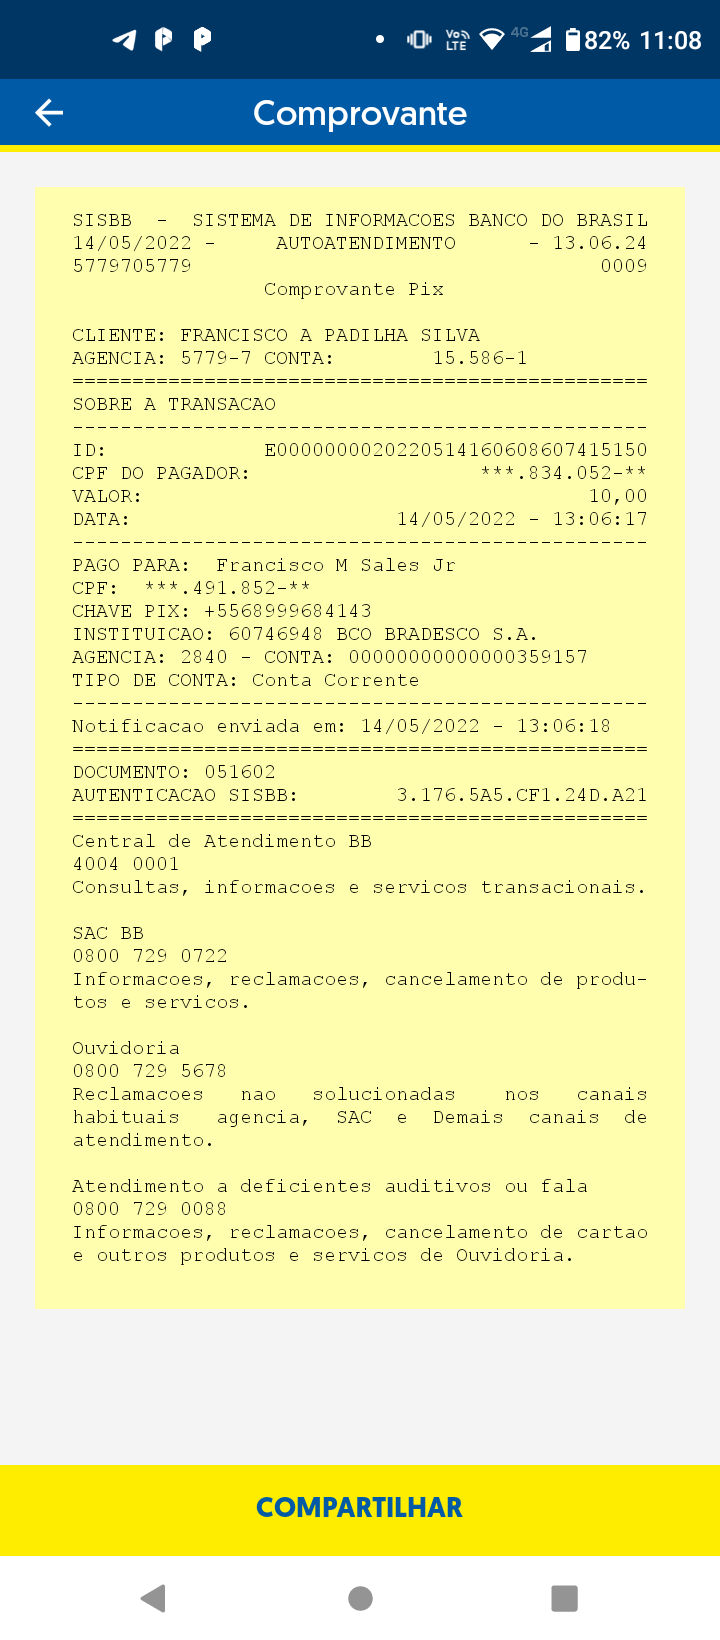 VoLTE 4G 82% 11:08
Comprovante
SISBB - SISTEMA DE INFORMACOES BANCO DO BRASIL
14/05/2022 - AUTOATENDIMENTO - 13.06.24
5779705779 0009
Comprovante Pix
CLIENTE: FRANCISCO A PADILHA SILVA
AGENCIA: 5779-7 CONTA: 15.586-1
================================================
SOBRE A TRANSACAO
------------------------------------------------
ID: E0000000020220514160608607415150
CPF DO PAGADOR: ***.834.052-**
VALOR: 10,00
DATA: 14/05/2022 - 13:06:17
------------------------------------------------
PAGO PARA: Francisco M Sales Jr
CPF: ***.491.852-**
CHAVE PIX: +5568999684143
INSTITUICAO: 60746948 BCO BRADESCO S.A.
AGENCIA: 2840 - CONTA: 00000000000000359157
TIPO DE CONTA: Conta Corrente
------------------------------------------------
Notificacao enviada em: 14/05/2022 - 13:06:18
================================================
DOCUMENTO: 051602
AUTENTICACAO SISBB: 3.176.5A5.CF1.24D.A21
================================================
Central de Atendimento BB
4004 0001
Consultas, informacoes e servicos transacionais.
SAC BB
0800 729 0722
Informacoes, reclamacoes, cancelamento de produ-
tos e servicos.
Ouvidoria
0800 729 5678
Reclamacoes nao solucionadas nos canais
habituais agencia, SAC e Demais canais de
atendimento.
Atendimento a deficientes auditivos ou fala
0800 729 0088
Informacoes, reclamacoes, cancelamento de cartao
e outros produtos e servicos de Ouvidoria.
COMPARTILHAR